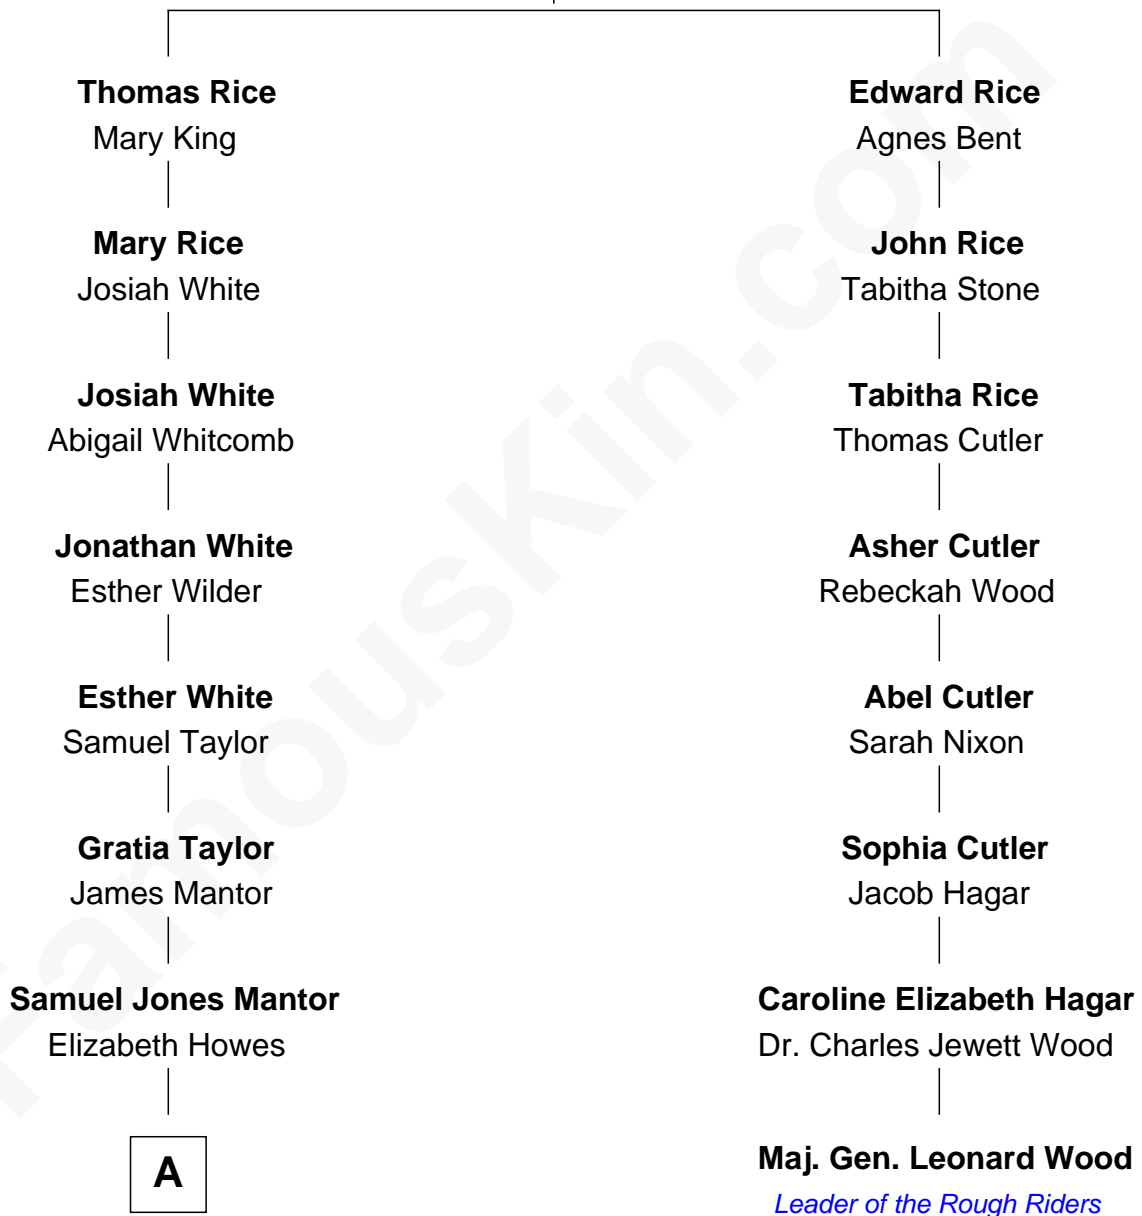 Thomas Rice
Mary King
Mary Rice
Josiah White
Josiah White
Abigail Whitcomb
Jonathan White
Esther Wilder
Esther White
Samuel Taylor
Gratia Taylor
James Mantor
Samuel Jones Mantor
Elizabeth Howes
A
Edward Rice
Agnes Bent
John Rice
Tabitha Stone
Tabitha Rice
Thomas Cutler
Asher Cutler
Rebeckah Wood
Abel Cutler
Sarah Nixon
Sophia Cutler
Jacob Hagar
Caroline Elizabeth Hagar
Dr. Charles Jewett Wood
Maj. Gen. Leonard Wood
Leader of the Rough Riders
FamousKin.com